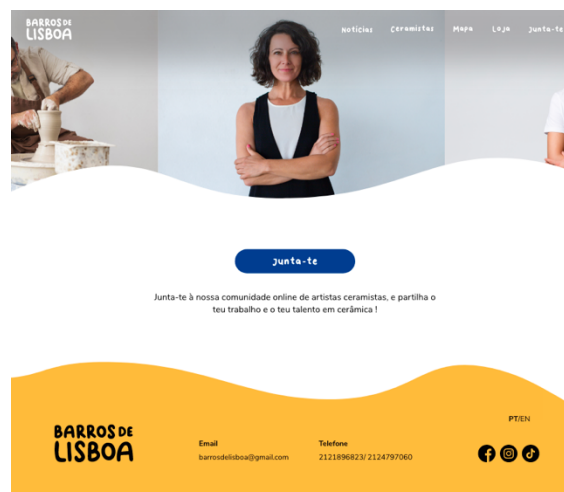 BARROS DE
LISBOA
Notícias Ceramistas Mapa Loja Junta-te
Junta-te
Junta-te à nossa comunidade online de artistas ceramistas, e partilha o
teu trabalho e o teu talento em cerâmica !
PT/EN
BARROS DE
LISBOA
Email
barrosdelisboa@gmail.com
Telefone
2121896823/ 2124797060